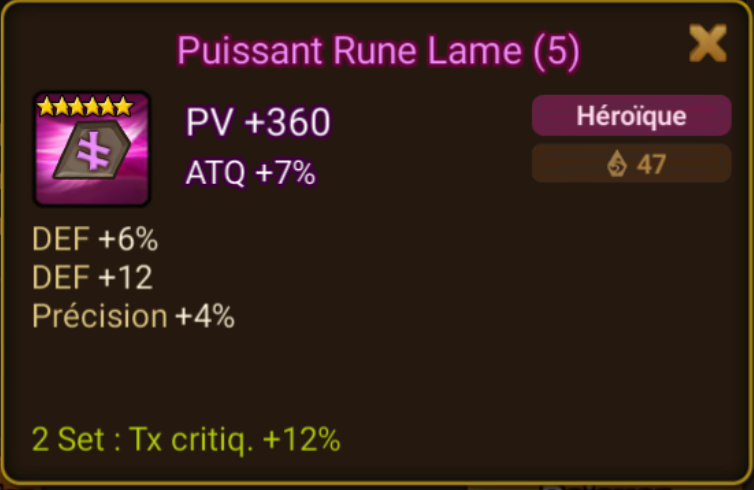 Puissant Rune Lame (5)
PV +360
ATQ +7%
Héroïque
47
DEF +6%
DEF +12
Précision +4%
2 Set : Tx critiq. +12%